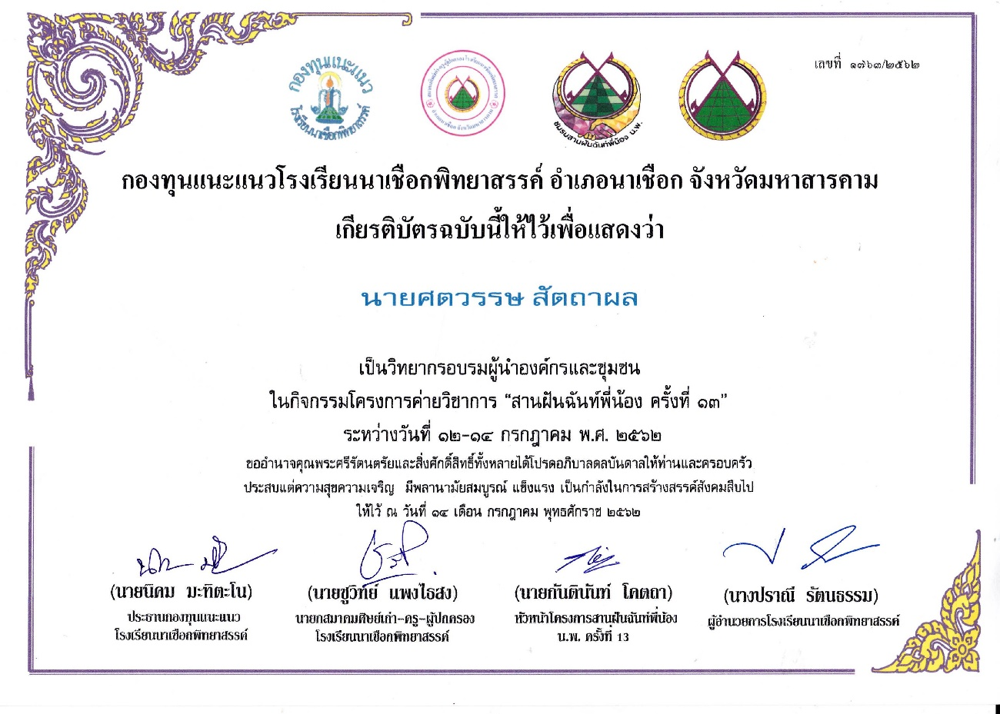 เลขที่ ๑๗๖๓/๒๕๖๒
กองทุนแนะแนว
โรงเรียนนาเชือกพิทยาสรรค์
ชมรมสานฝันฉันท์พี่น้อง น.พ.
กองทุนแนะแนวโรงเรียนนาเชือกพิทยาสรรค์ อำเภอนาเชือก จังหวัดมหาสารคาม
เกียรติบัตรฉบับนี้ให้ไว้เพื่อแสดงว่า
นายศตวรรษ สัตถาผล
เป็นวิทยากรอบรมผู้นำองค์กรและชุมชน
ในกิจกรรมโครงการค่ายวิชาการ “สานฝันฉันท์พี่น้อง ครั้งที่ ๑๓”
ระหว่างวันที่ ๑๒-๑๔ กรกฎาคม พ.ศ. ๒๕๖๒
ขออำนาจคุณพระศรีรัตนตรัยและสิ่งศักดิ์สิทธิ์ทั้งหลายได้โปรดอภิบาลดลบันดาลให้ท่านและครอบครัว
ประสบแต่ความสุขความเจริญ มีพลานามัยสมบูรณ์ แข็งแรง เป็นกำลังในการสร้างสรรค์สังคมสืบไป
ให้ไว้ ณ วันที่ ๑๔ เดือน กรกฎาคม พุทธศักราช ๒๕๖๒
(นายนิคม มะทิตะโน) (นายชูวิทย์ แพงไธสง) (นายกันตินันท์ โคตถา) (นางปราณี รัตนธรรม)
ประธานกองทุนแนะแนว นายกสมาคมศิษย์เก่า-ครู-ผู้ปกครอง หัวหน้าโครงการสานฝันฉันท์พี่น้อง ผู้อำนวยการโรงเรียนนาเชือกพิทยาสรรค์
โรงเรียนนาเชือกพิทยาสรรค์ โรงเรียนนาเชือกพิทยาสรรค์ น.พ. ครั้งที่ 13